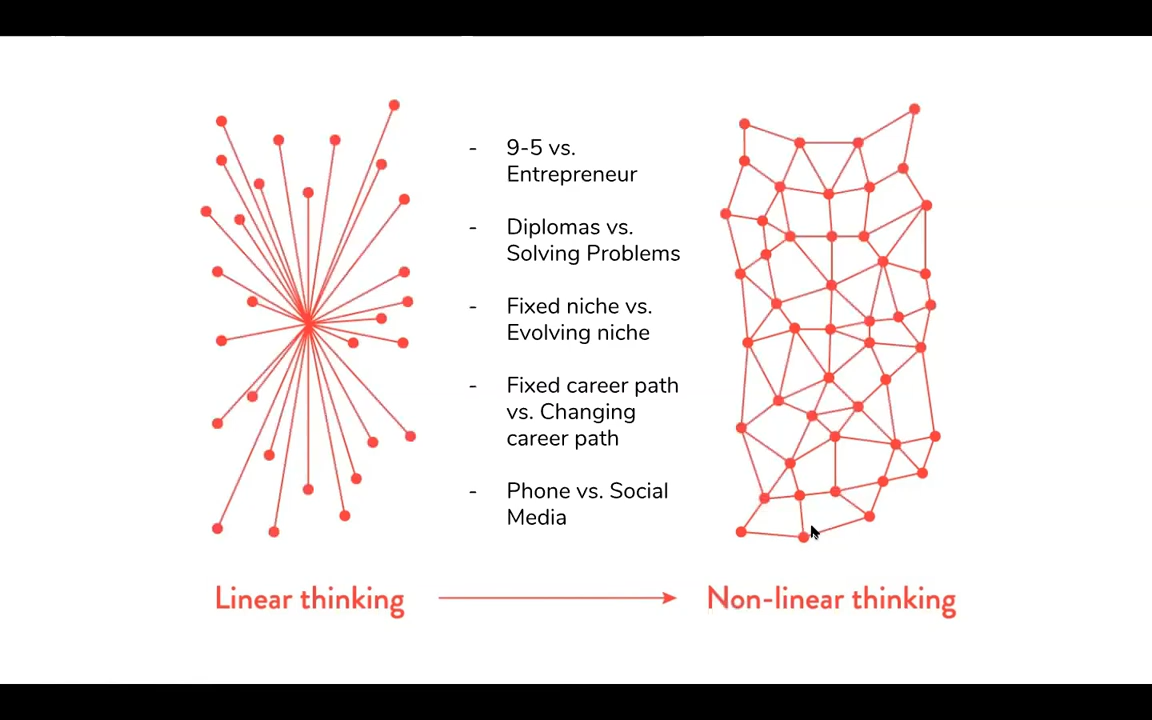 - 9-5 vs.
Entrepreneur
- Diplomas vs.
Solving Problems
- Fixed niche vs.
Evolving niche
- Fixed career path
vs. Changing
career path
- Phone vs. Social
Media
Linear thinking
Non-linear thinking